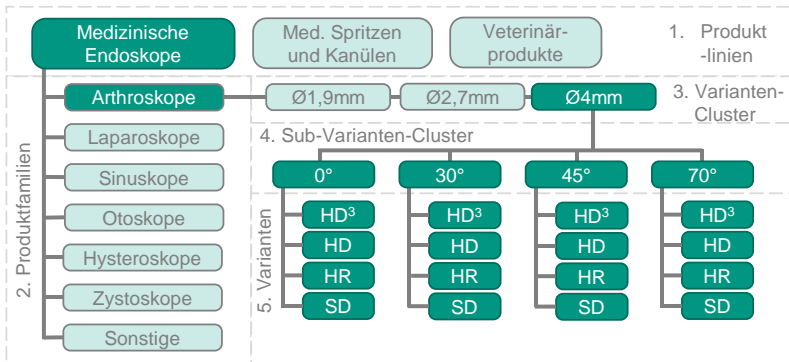 Medizinische
Endoskope
Med. Spritzen
und Kanülen
Veterinär-
produkte
1. Produkt
-linien
Arthroskope
Ø1,9mm
Ø2,7mm
Ø4mm
3. Varianten-
Cluster
2. Produktfamilien
Laparoskope
Sinuskope
Otoskope
Hysteroskope
Zystoskope
Sonstige
4. Sub-Varianten-Cluster
0°
30°
45°
70°
5. Varianten
HD³
HD³
HD³
HD³
HD
HD
HD
HD
HR
HR
HR
HR
SD
SD
SD
SD